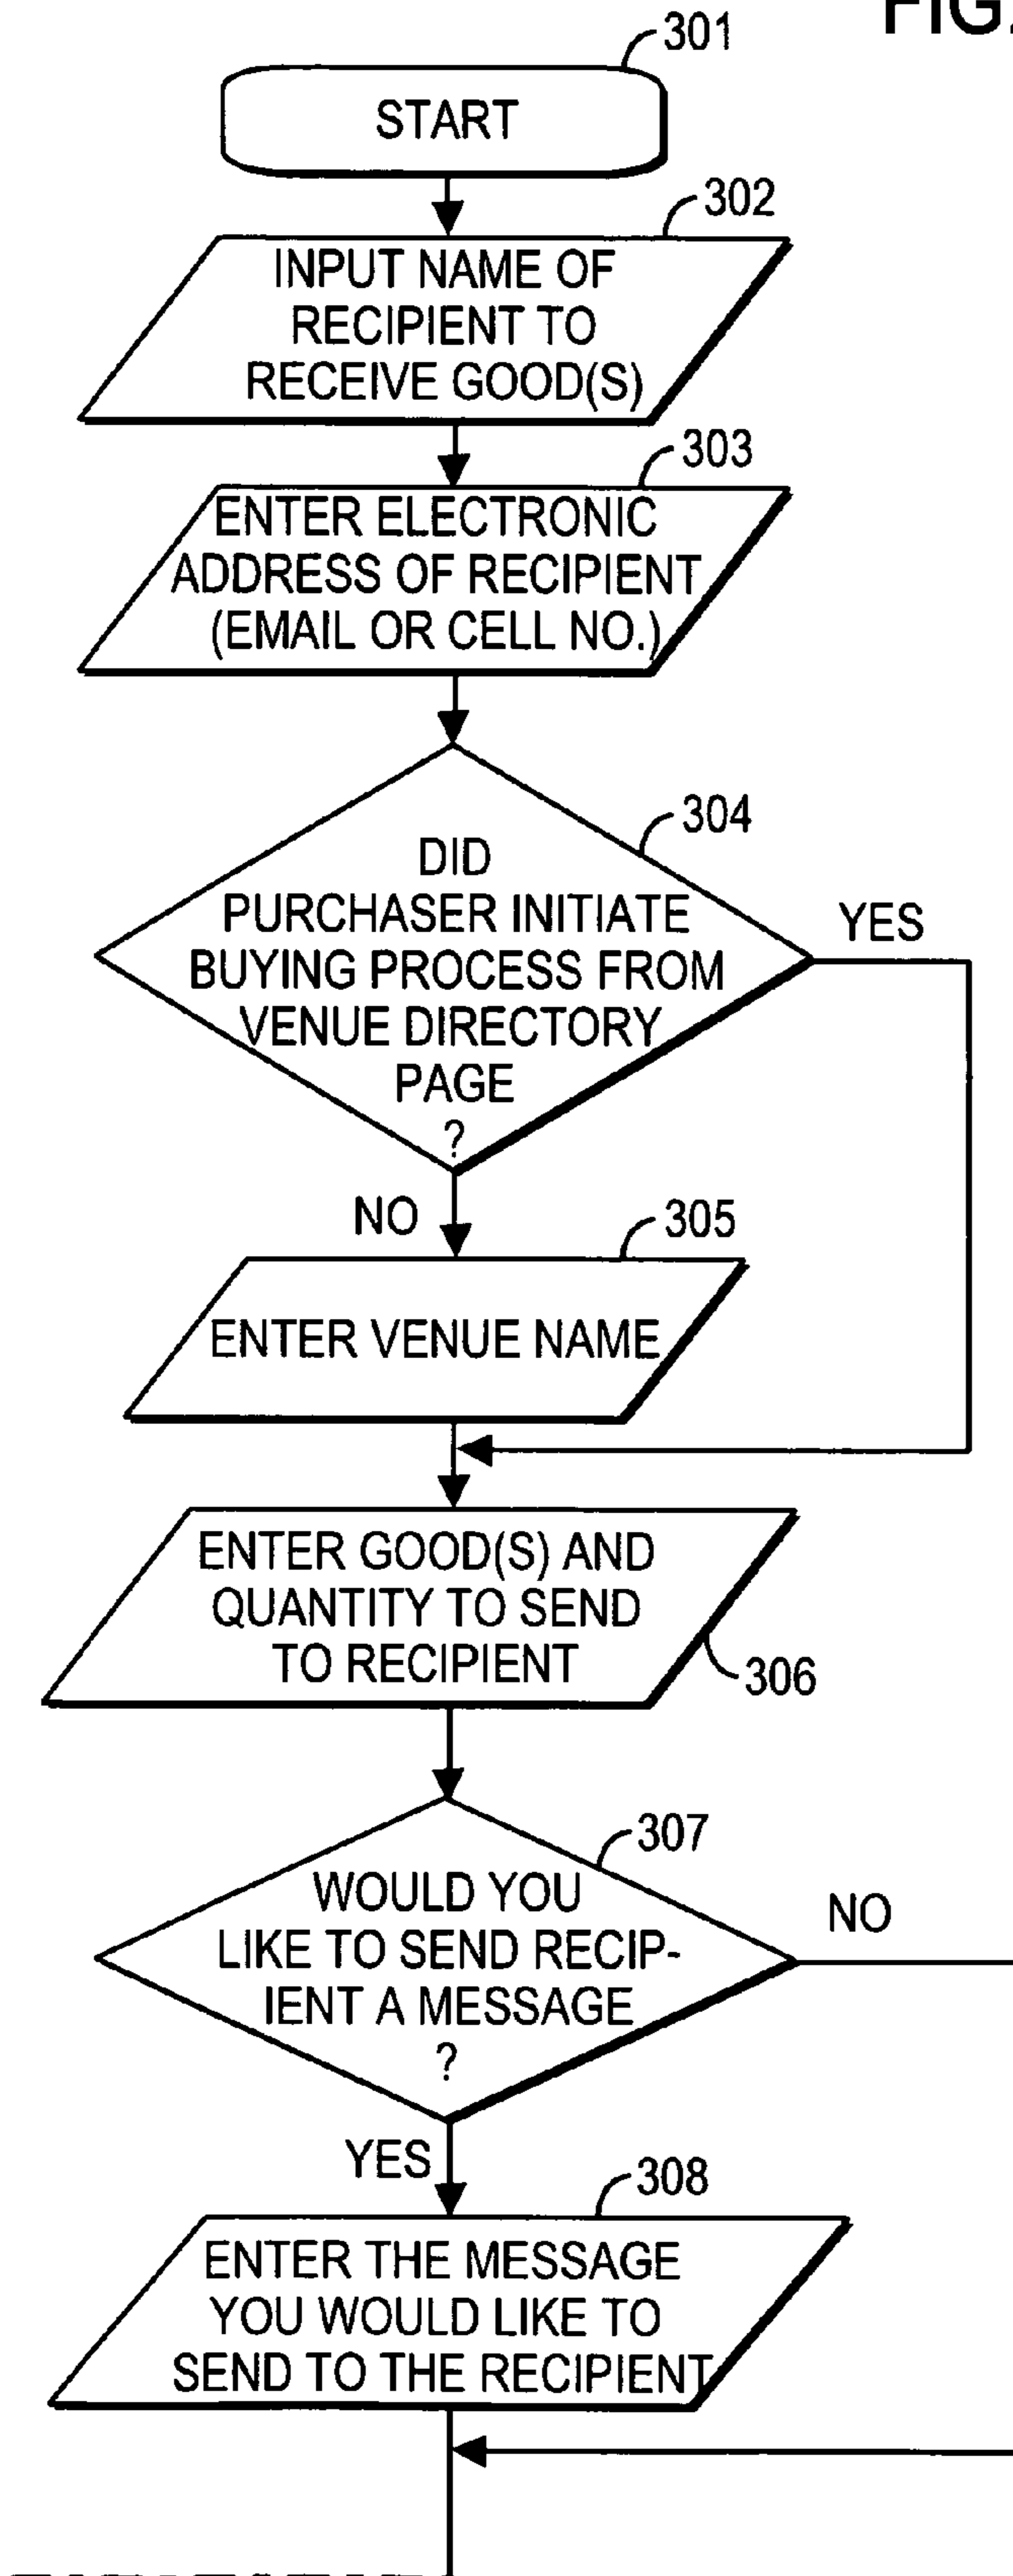 FIG.
301
START
302
INPUT NAME OF
RECIPIENT TO
RECEIVE GOOD(S)
303
ENTER ELECTRONIC
ADDRESS OF RECIPIENT
(EMAIL OR CELL NO.)
304
DID
PURCHASER INITIATE
BUYING PROCESS FROM
VENUE DIRECTORY
PAGE
?
YES
NO
305
ENTER VENUE NAME
ENTER GOOD(S) AND
QUANTITY TO SEND
TO RECIPIENT
306
307
WOULD YOU
LIKE TO SEND RECIP-
IENT A MESSAGE
?
NO
YES
308
ENTER THE MESSAGE
YOU WOULD LIKE TO
SEND TO THE RECIPIENT